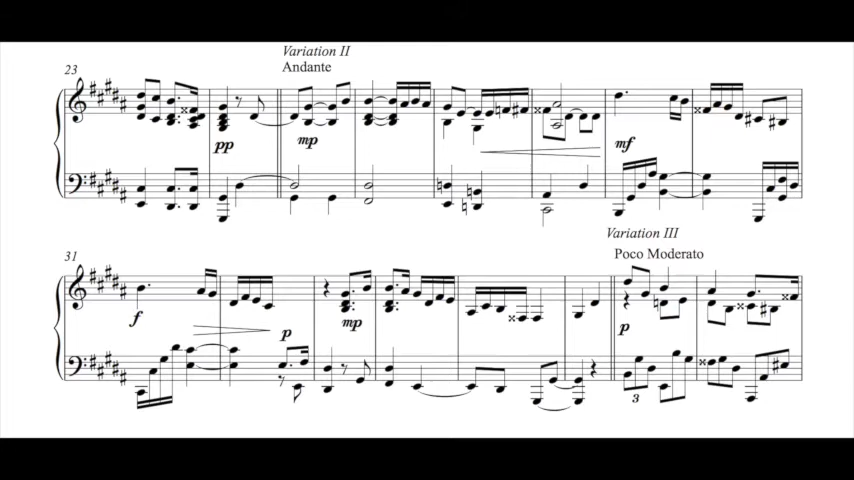 Variation II
23
Andante
pp
mp
mf
Variation III
31
Poco Moderato
f
p
mp
p
3